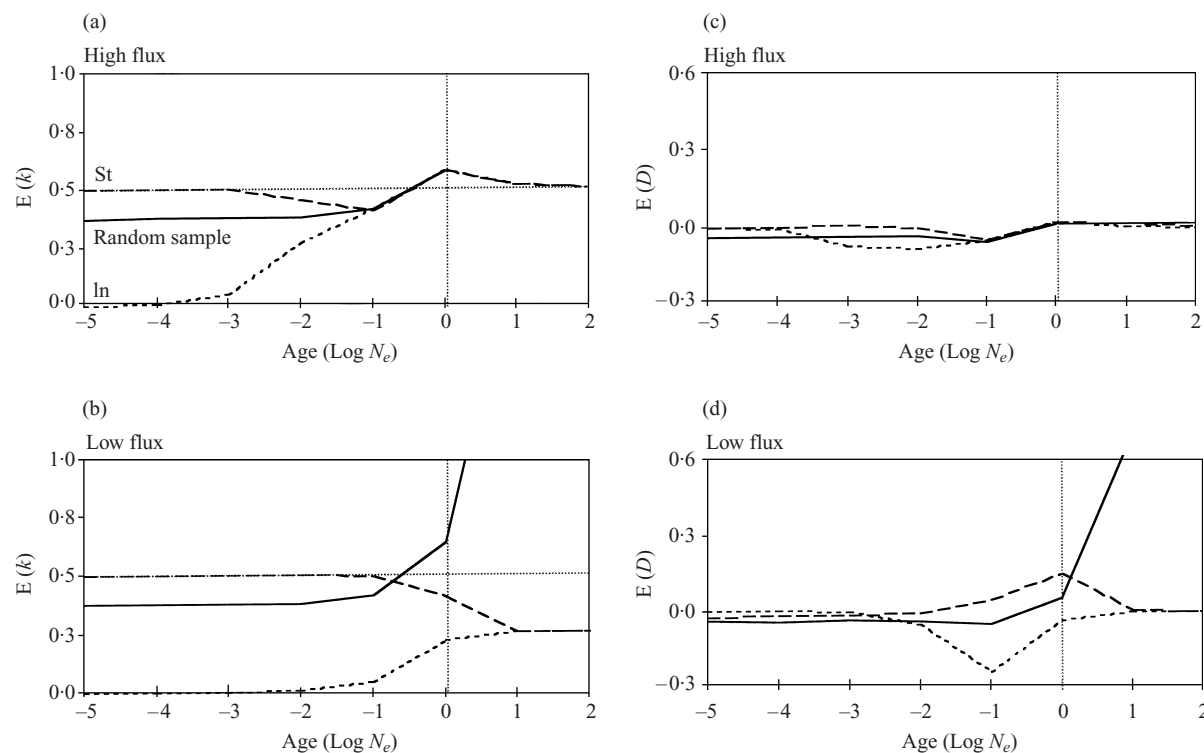 (a)
High flux
1·0
0·8
0·5
0·3
0·0
E (k)
St
Random sample
ln
−5 −4 −3 −2 −1 0 1 2
Age (Log Ne)
(c)
High flux
0·6
0·3
0·0
−0·3
E (D)
−5 −4 −3 −2 −1 0 1 2
Age (Log Ne)
(b)
Low flux
1·0
0·8
0·5
0·3
0·0
E (k)
−5 −4 −3 −2 −1 0 1 2
Age (Log Ne)
(d)
Low flux
0·6
0·3
0·0
−0·3
E (D)
−5 −4 −3 −2 −1 0 1 2
Age (Log Ne)